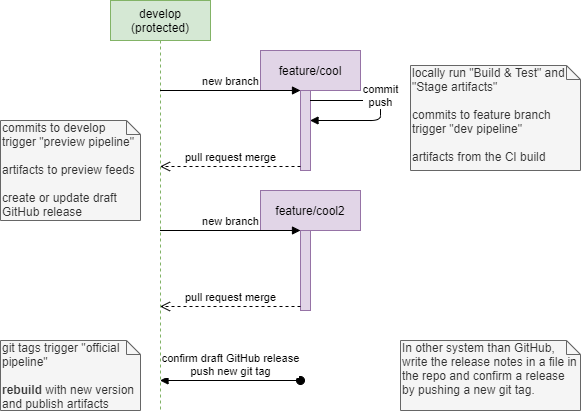 develop
(protected)
new branch
feature/cool
commit
push
locally run "Build & Test" and
"Stage artifacts"
commits to feature branch
trigger "dev pipeline"
artifacts from the CI build
commits to develop
trigger "preview pipeline"
artifacts to preview feeds
create or update draft
GitHub release
pull request merge
new branch
feature/cool2
pull request merge
git tags trigger "official
pipeline"
rebuild with new version
and publish artifacts
confirm draft GitHub release
push new git tag
In other system than GitHub,
write the release notes in a file in
the repo and confirm a release
by pushing a new git tag.